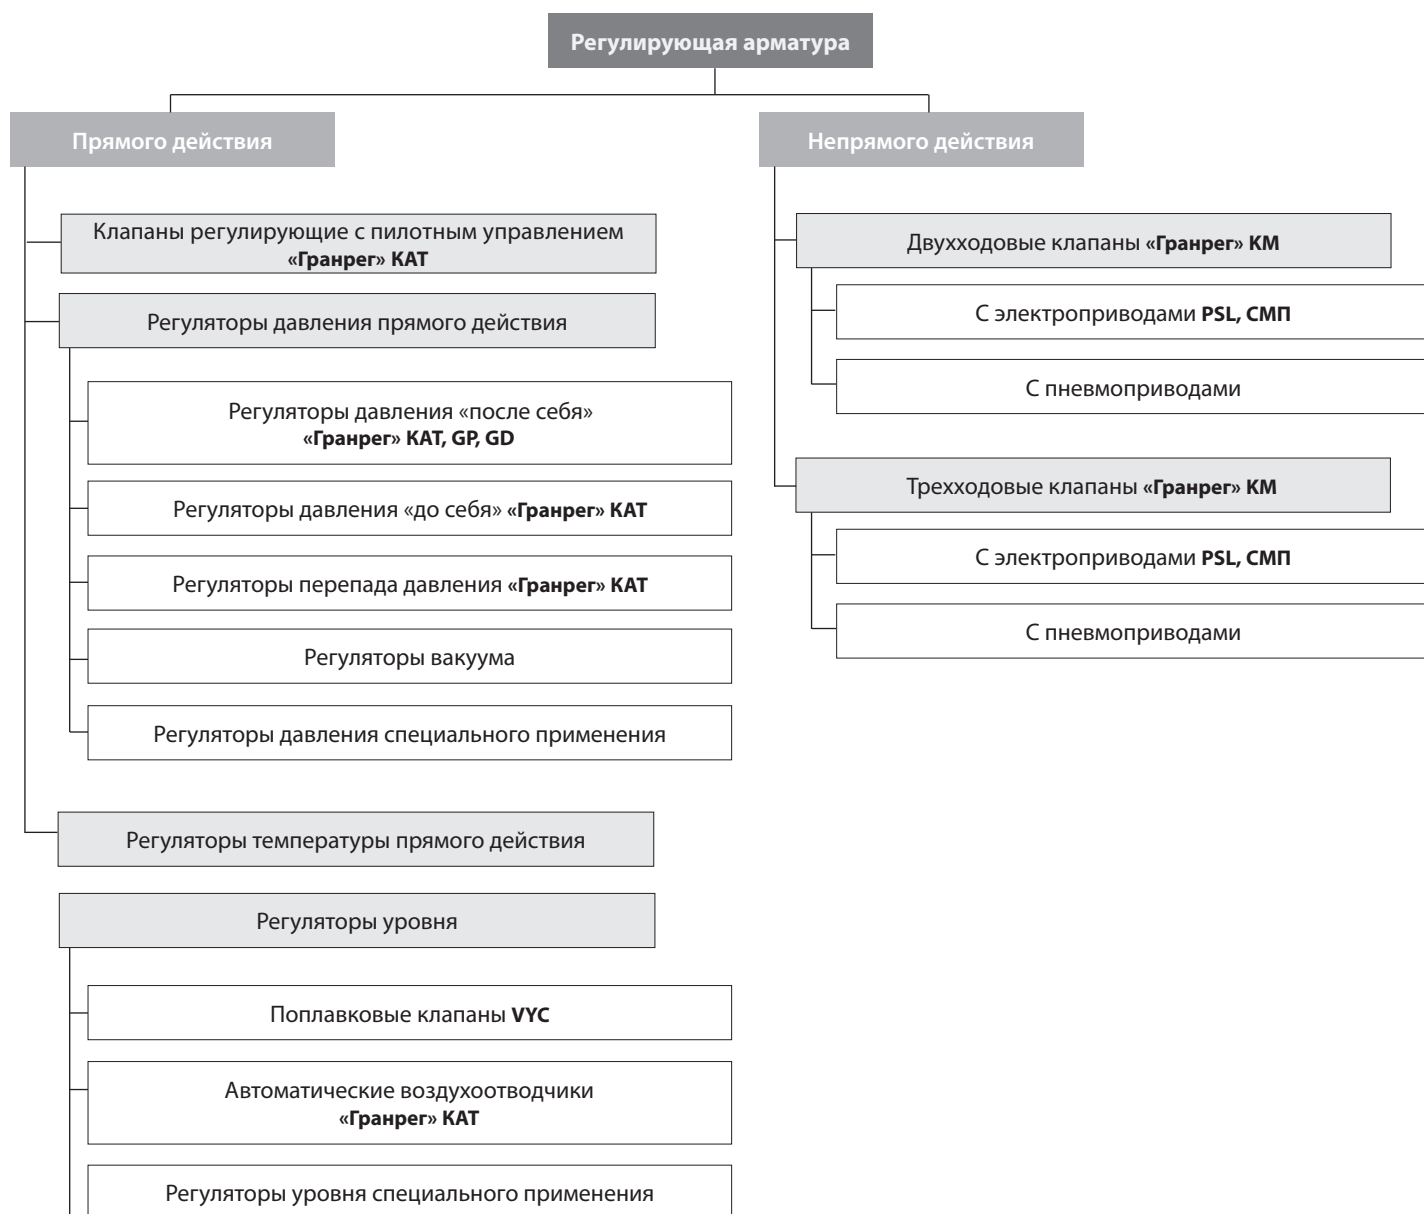 Регулирующая арматура
Прямого действия
Клапаны регулирующие с пилотным управлением
«Гранрег» КАТ
Регуляторы давления прямого действия
Регуляторы давления «после себя»
«Гранрег» КАТ, GP, GD
Регуляторы давления «до себя» «Гранрег» КАТ
Регуляторы перепада давления «Гранрег» КАТ
Регуляторы вакуума
Регуляторы давления специального применения
Регуляторы температуры прямого действия
Регуляторы уровня
Поплавковые клапаны VYC
Автоматические воздухоотводчики
«Гранрег» КАТ
Регуляторы уровня специального применения
Непрямого действия
Двухходовые клапаны «Гранрег» КМ
С электроприводами PSL, СМП
С пневмоприводами
Трехходовые клапаны «Гранрег» КМ
С электроприводами PSL, СМП
С пневмоприводами